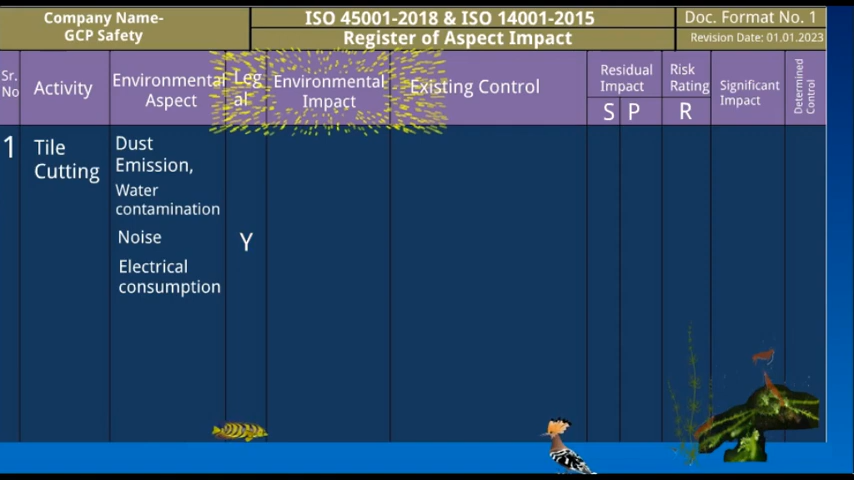 Company Name-
GCP Safety
ISO 45001-2018 & ISO 14001-2015
Register of Aspect Impact
Doc. Format No. 1
Revision Date: 01,01.2023
Sr.
No
Activity
Environmental
Aspect
Leg
al
Environmental
Impact
Existing Control
Residual
Impact
S P
Risk
Rating
R
Significant
Impact
Determined
Control
1
Tile
Cutting
Dust
Emission,
Water
contamination
Noise
Electrical
consumption
Y